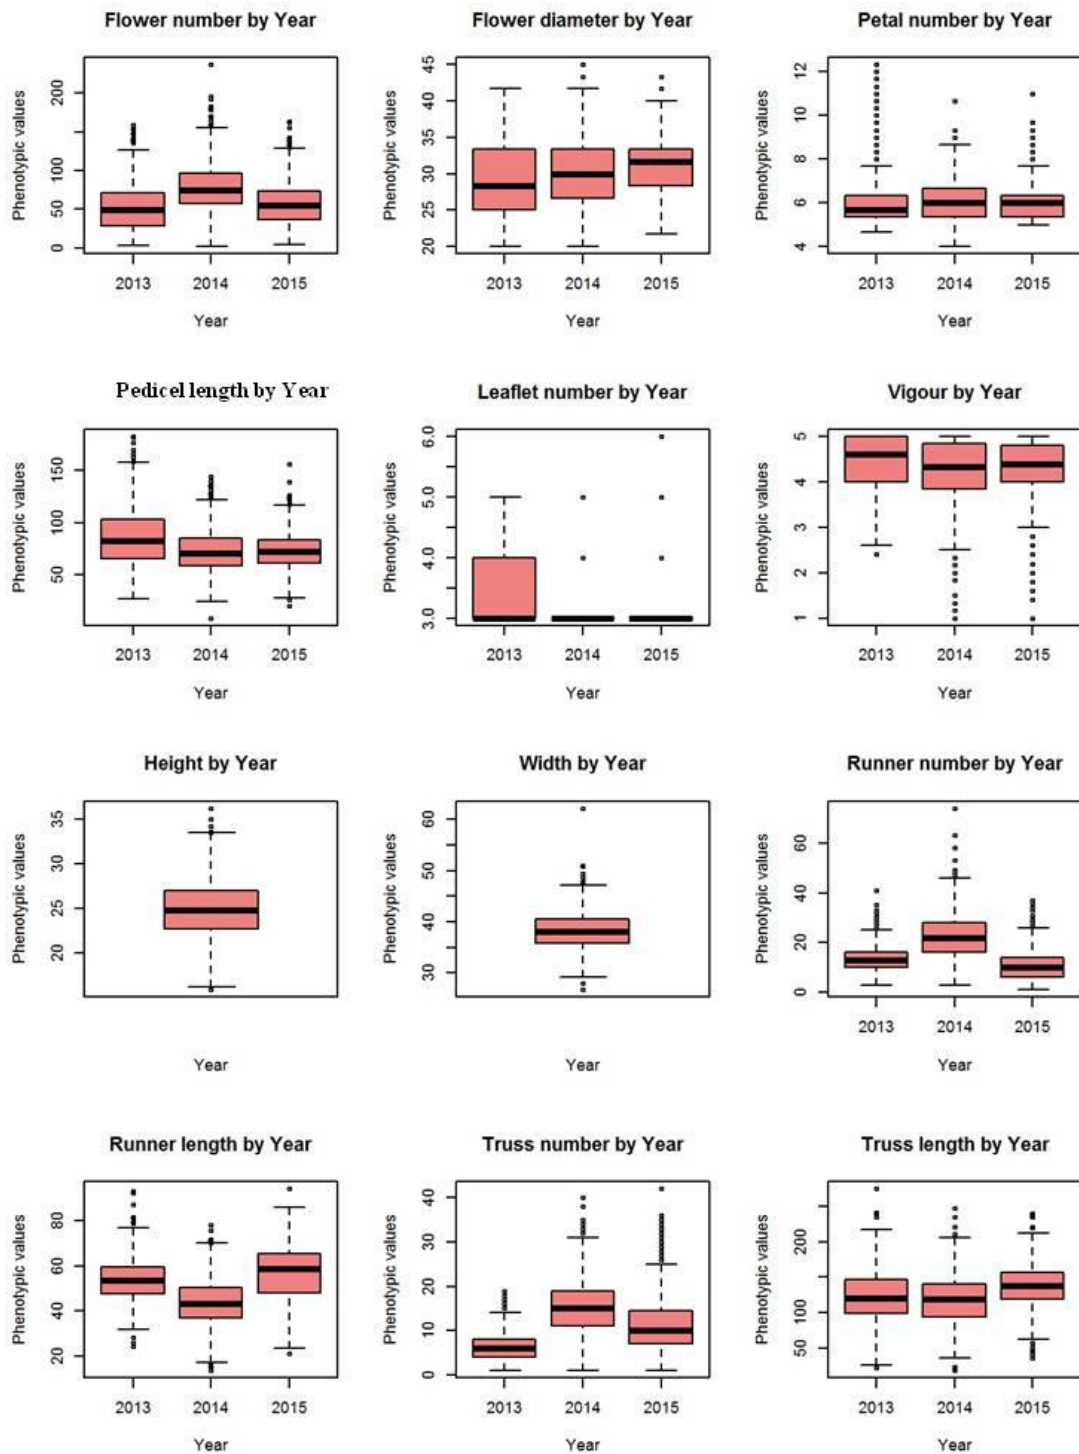 Flower number by Year
Flower diameter by Year
Petal number by Year
Phenotypic values
0 50 100 200
2013 2014 2015
Year
Phenotypic values
20 25 30 35 40 45
2013 2014 2015
Year
Phenotypic values
4 6 8 10 12
2013 2014 2015
Year
Pedicel length by Year
Leaflet number by Year
Vigour by Year
Phenotypic values
50 100 150
2013 2014 2015
Year
Phenotypic values
3.0 4.0 5.0 6.0
2013 2014 2015
Year
Phenotypic values
1 2 3 4 5
2013 2014 2015
Year
Height by Year
Width by Year
Runner number by Year
Phenotypic values
20 25 30 35
Year
Phenotypic values
30 40 50 60
Year
Phenotypic values
0 20 40 60
2013 2014 2015
Year
Runner length by Year
Truss number by Year
Truss length by Year
Phenotypic values
20 40 60 80
2013 2014 2015
Year
Phenotypic values
0 10 20 30 40
2013 2014 2015
Year
Phenotypic values
50 100 200
2013 2014 2015
Year